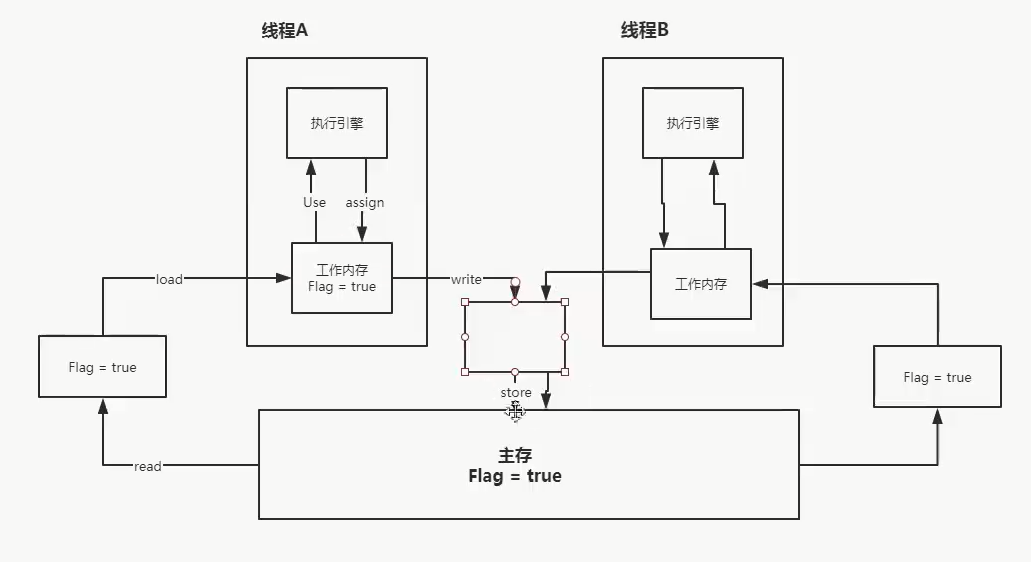 线程A
线程B
执行引擎
执行引擎
Use
assign
工作内存
Flag = true
工作内存
load
write
Flag = true
Flag = true
store
主存
Flag = true
read